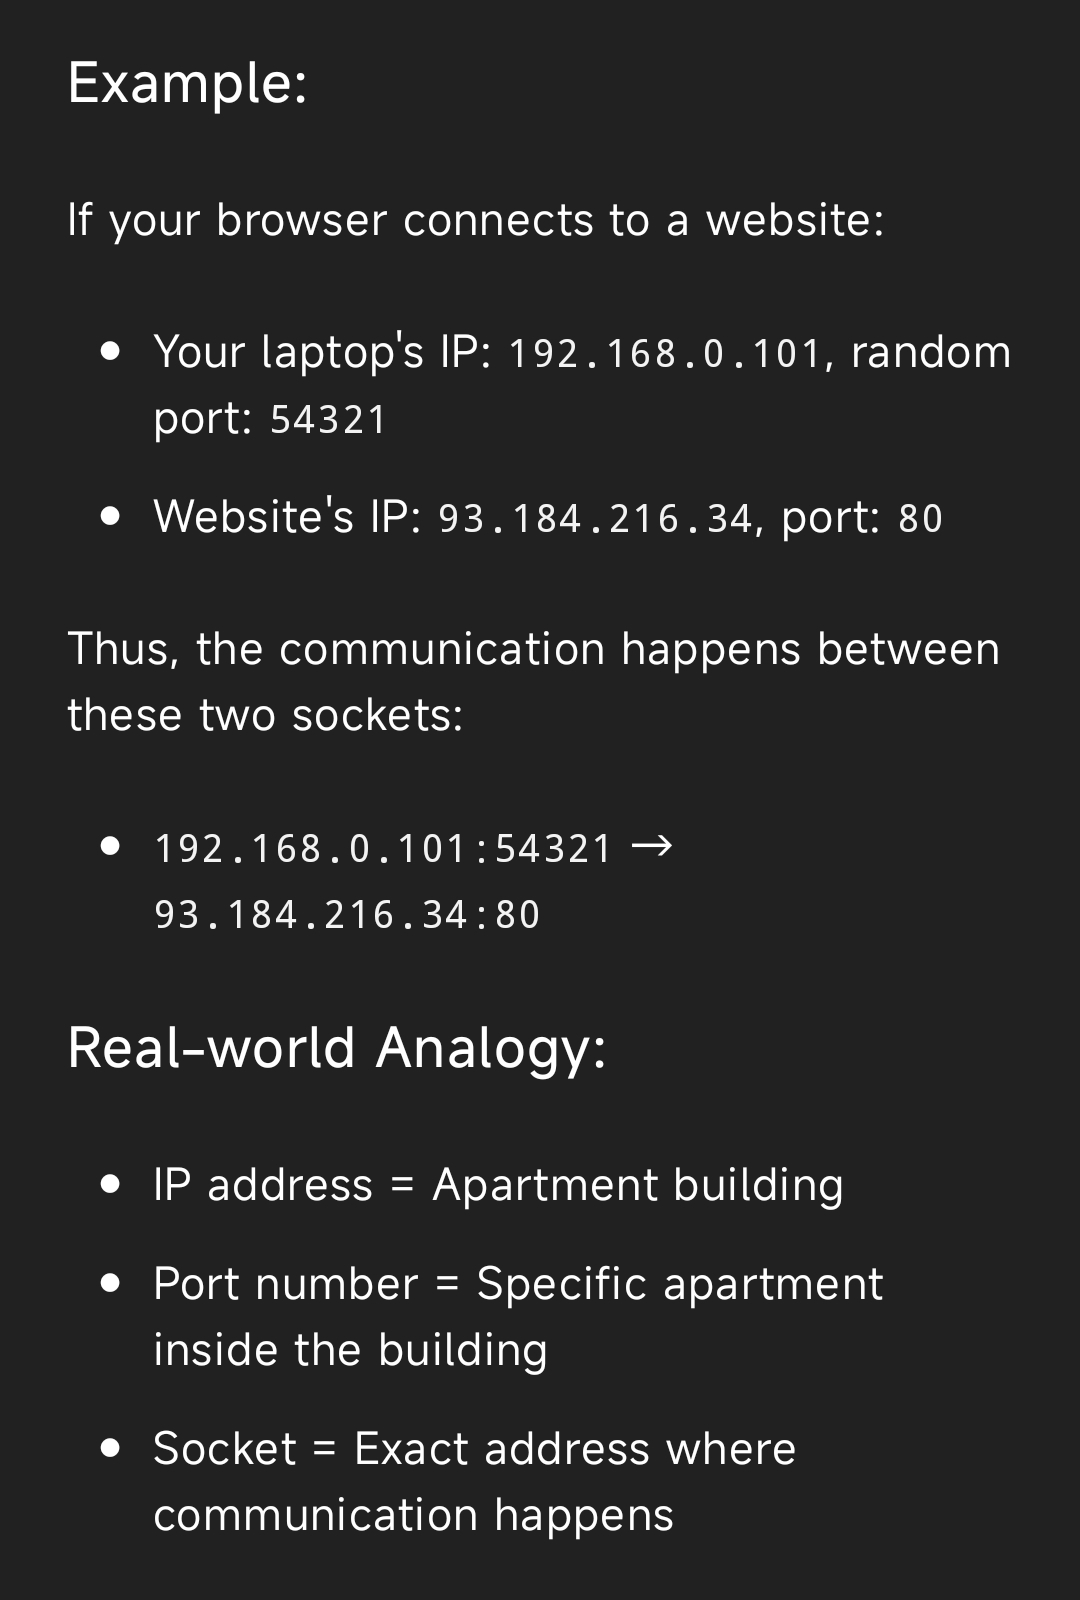 Example:
If your browser connects to a website:
• Your laptop's IP: 192.168.0.101, random
port: 54321
• Website's IP: 93.184.216.34, port: 80
Thus, the communication happens between
these two sockets:
• 192.168.0.101:54321 →
93.184.216.34:80
Real-world Analogy:
• IP address = Apartment building
• Port number = Specific apartment
inside the building
• Socket = Exact address where
communication happens